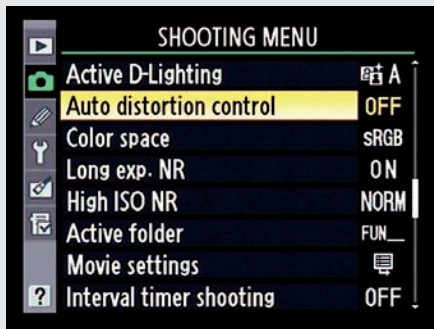 SHOOTING MENU
Active D-Lighting A
Auto distortion control OFF
Color space sRGB
Long exp. NR ON
High ISO NR NORM
Active folder FUN__
Movie settings
? Interval timer shooting OFF